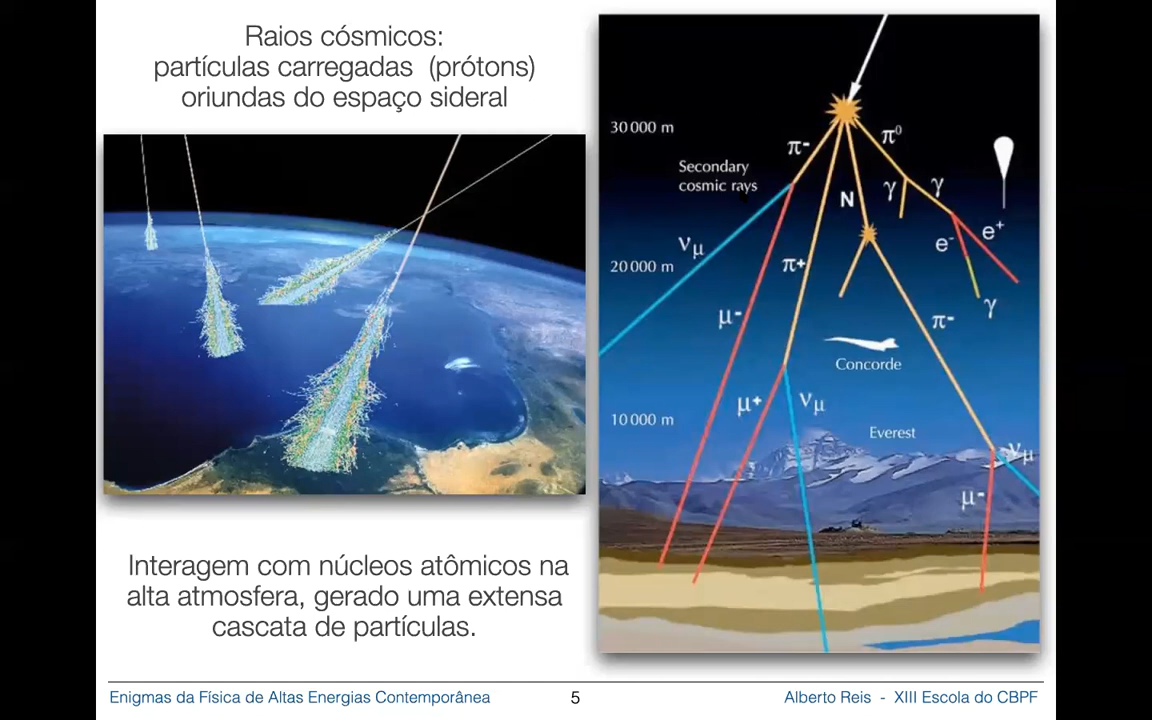 Raios cósmicos:
partículas carregadas (prótons)
oriundas do espaço sideral
Interagem com núcleos atômicos na
alta atmosfera, gerado uma extensa
cascata de partículas.
30 000 m
π-
π⁰
Secondary
cosmic rays
γ
γ
N
e⁻
e⁺
νμ
20 000 m
π+
γ
μ-
π-
Concorde
μ+
νμ
10 000 m
Everest
νμ
μ-
Enigmas da Física de Altas Energias Contemporânea
5
Alberto Reis - XIII Escola do CBPF